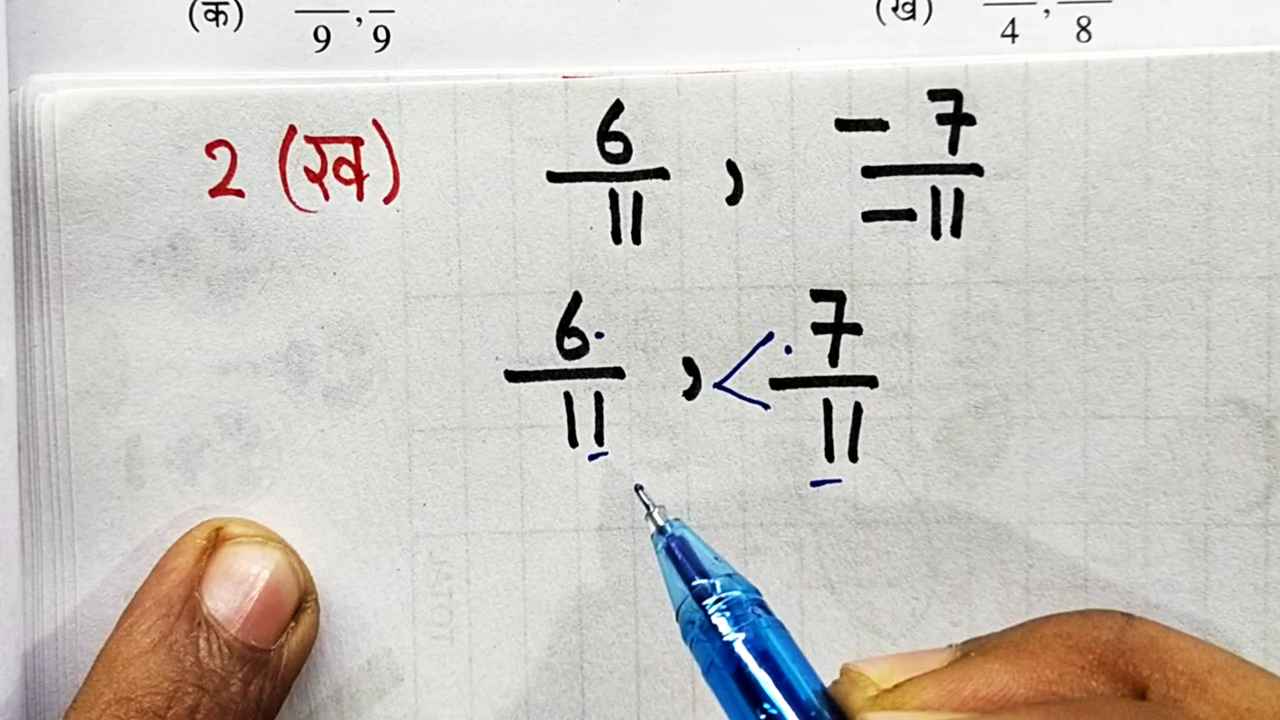 (क) /9 , /9 (ख) /4 , /8
2 (ख) 6/11 , -7/-11
6/11 , < 7/11